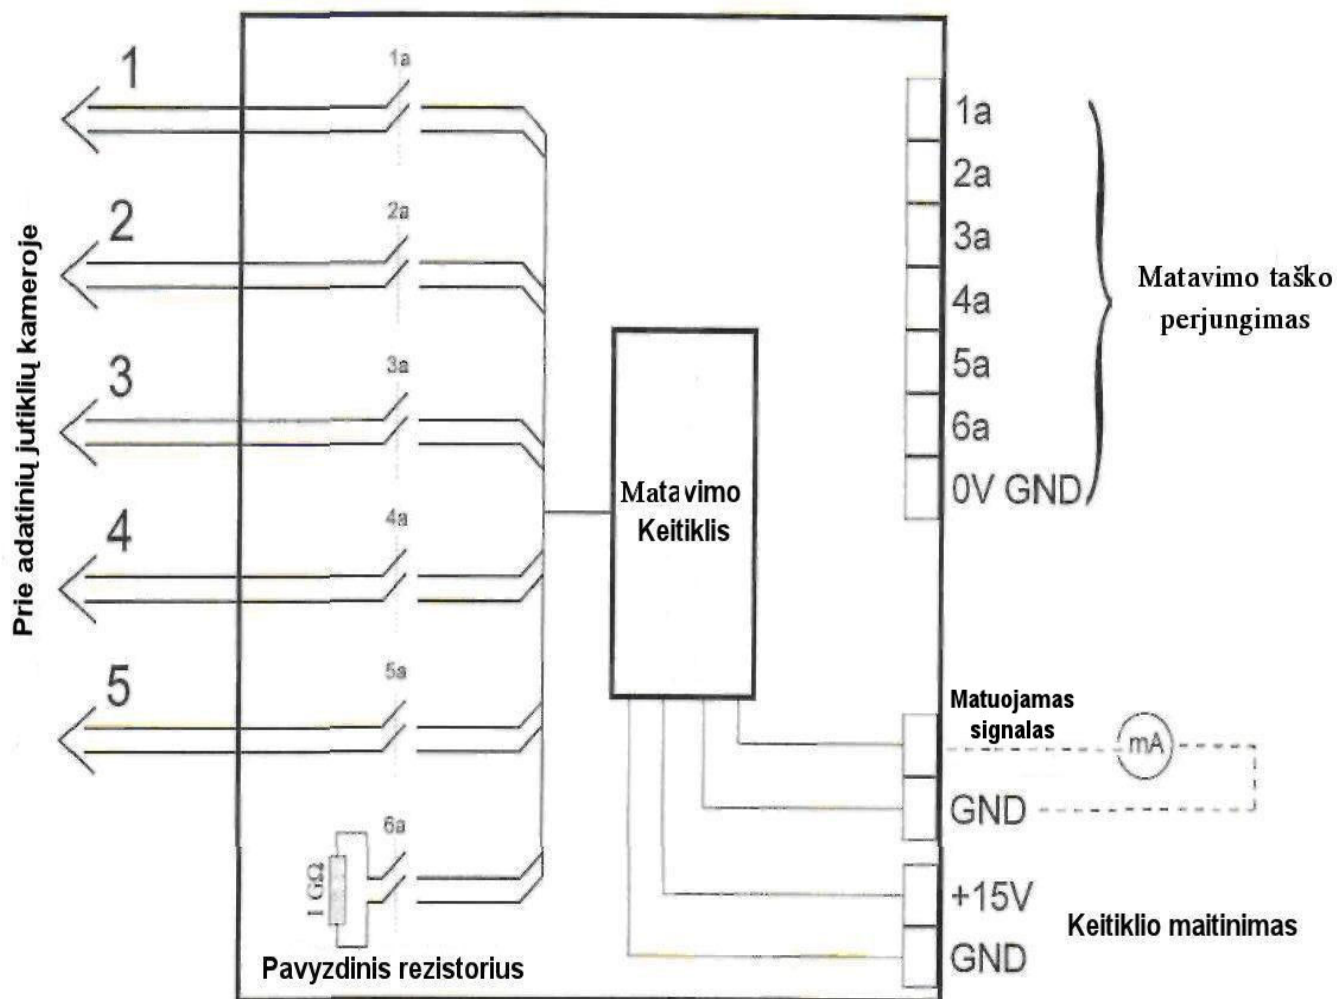 Prie adatinių jutiklių kameroje
1
1a
2
2a
3
3a
4
4a
5
5a
6a
1 GΩ
Pavyzdinis rezistorius
Matavimo
Keitiklis
1a
2a
3a
4a
5a
6a
0V GND
Matavimo taško
perjungimas
Matuojamas
signalas
mA
GND
+15V
GND
Keitiklio maitinimas